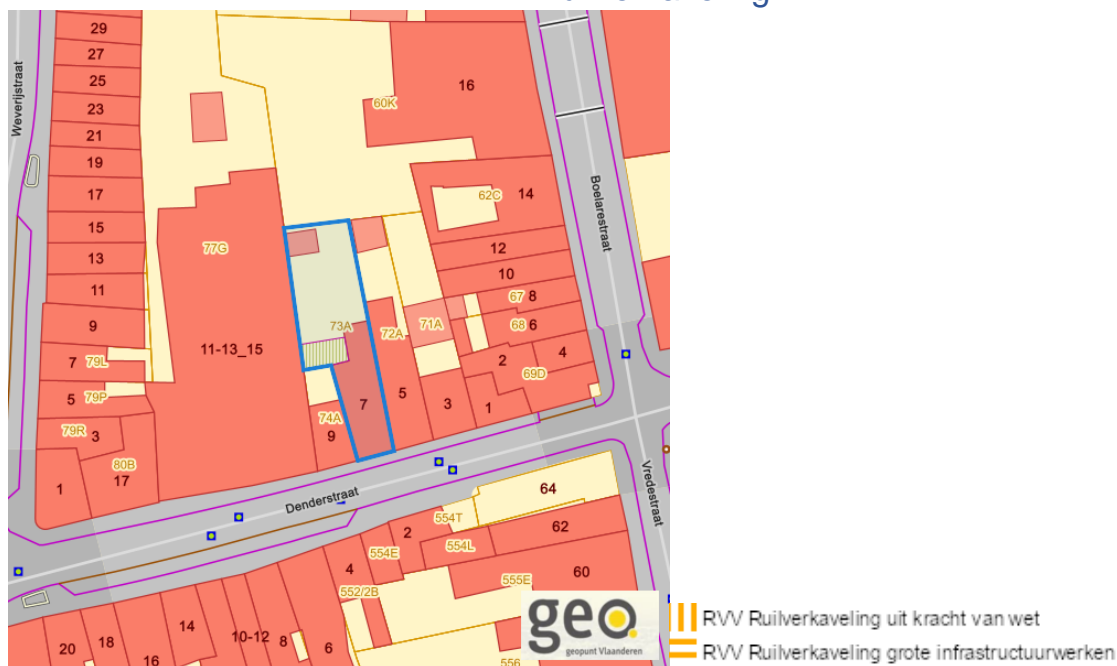 29
27
25
23
21
19
17
15
13
11
9
7 79L
5 79P
79R 3
1
80B
17
Weverijstraat
77G
11-13_15
60K
16
62C
14
12
10
67 8
68 6
2
4
69D
1
3
71A
72A
5
73A
7
74A
9
Boelarestraat
Denderstraat
Vredestraat
64
62
60
554T
554L
2
554E
4
552/2B
555E
556
20
18
16
14
10-12
8
6
geo
geopunt Vlaanderen
RVV Ruilverkaveling uit kracht van wet
RVV Ruilverkaveling grote infrastructuurwerken